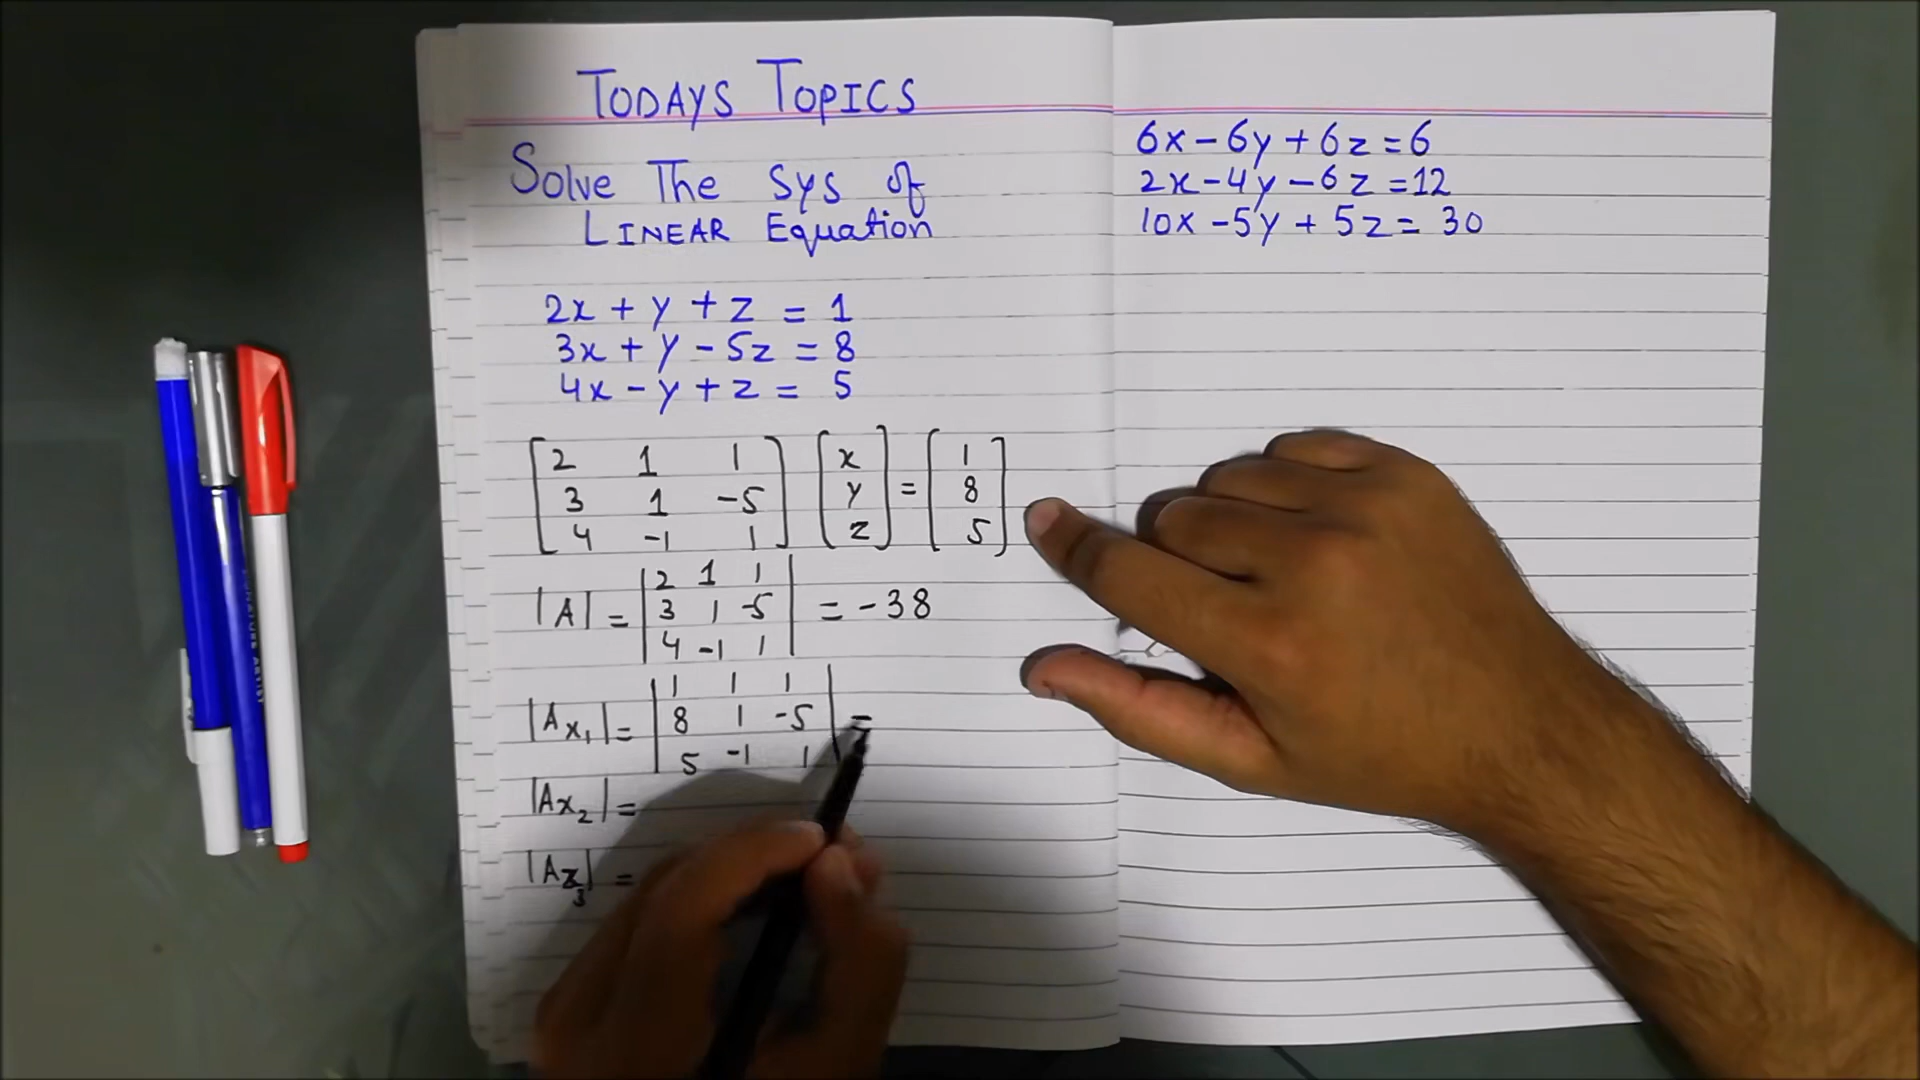 TODAYS TOPICS
Solve The Sys of
LINEAR Equation
2x + y + z = 1
3x + y - 5z = 8
4x - y + z = 5
[2 1 1] [x] = [1]
[3 1 -5] [y] [8]
[4 -1 1] [z] [5]
|A| = |2 1 1| = -38
|3 1 -5|
|4 -1 1|
|Ax₁| = |1 1 1| =
|8 1 -5|
|5 -1 1|
|Ax₂| =
6x - 6y + 6z = 6
2x - 4y - 6z = 12
10x - 5y + 5z = 30